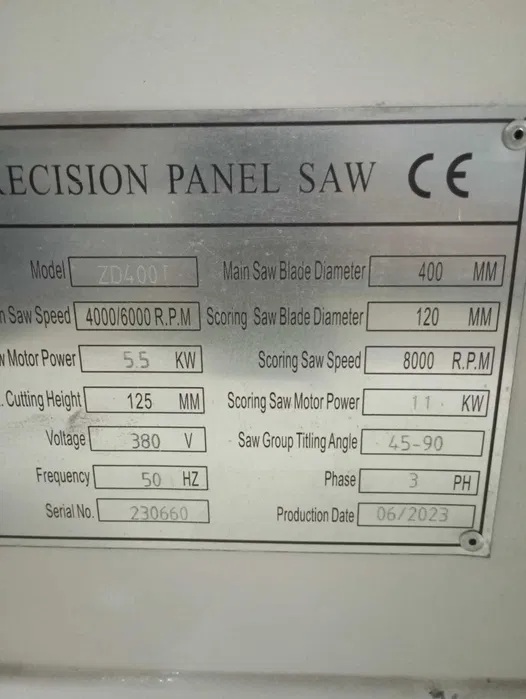 RECISION PANEL SAW CE
Model ZD400T Main Saw Blade Diameter 400 MM
n Saw Speed 4000/6000 R.P.M Scoring Saw Blade Diameter 120 MM
w Motor Power 5.5 KW Scoring Saw Speed 8000 R.P.M
. Cutting Height 125 MM Scoring Saw Motor Power 11 KW
Voltage 380 V Saw Group Titling Angle 45-90
Frequency 50 HZ Phase 3 PH
Serial No. 230660 Production Date 06/2023